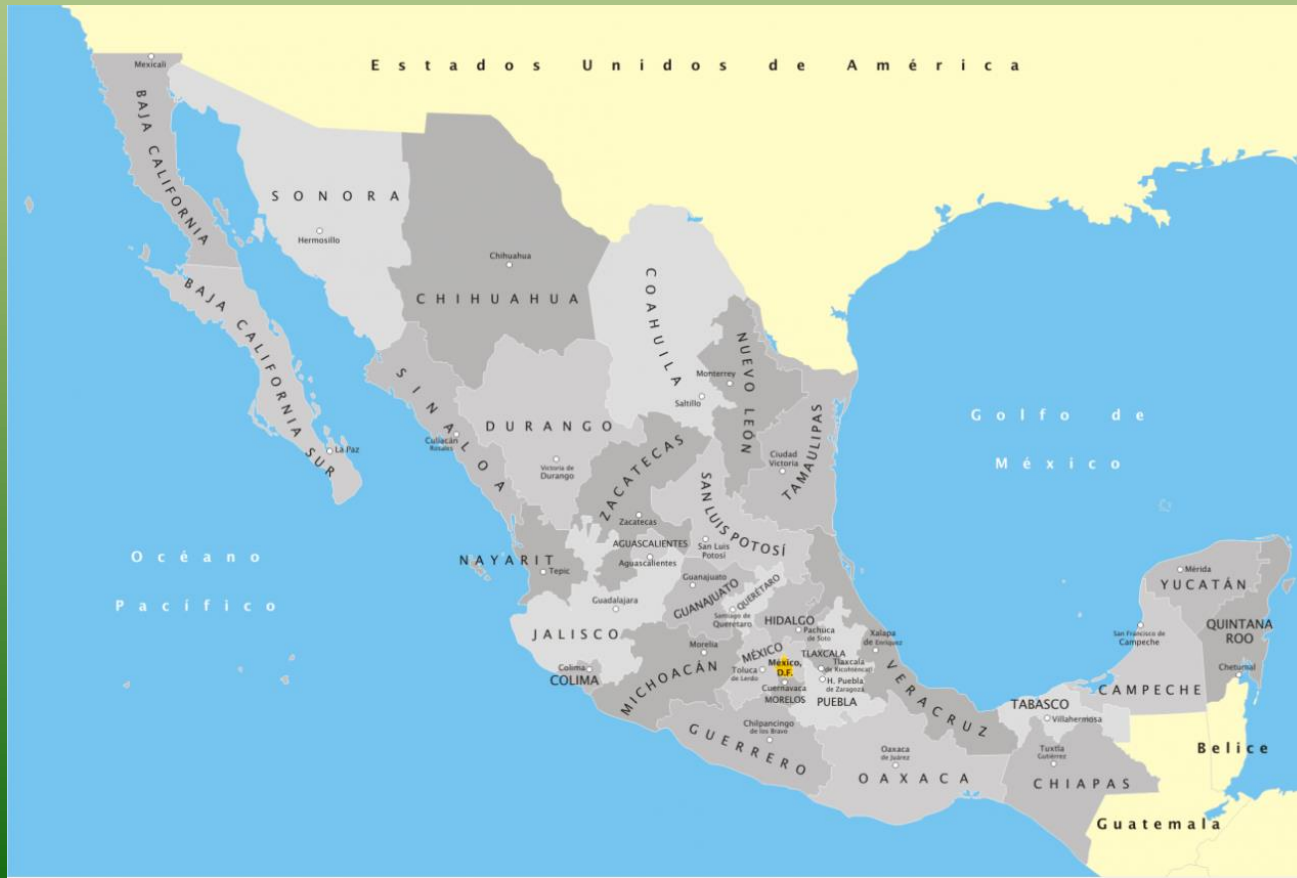 Estados Unidos de América
Mexicali
BAJA CALIFORNIA
SONORA
Hermosillo
Chihuahua
CHIHUAHUA
COAHUILA
BAJA CALIFORNIA SUR
La Paz
NUEVO LEÓN
Monterrey
Saltillo
SINALOA
Culiacán
Rosales
DURANGO
Victoria de
Durango
ZACATECAS
Zacatecas
TAMAULIPAS
Ciudad
Victoria
Golfo de
México
SAN LUIS POTOSÍ
San Luis
Potosí
AGUASCALIENTES
Aguascalientes
NAYARIT
Tepic
Océano
Pacífico
Guadalajara
JALISCO
Guanajuato
GUANAJUATO
QUERÉTARO
Santiago de
Querétaro
HIDALGO
Pachuca
de Soto
Colima
COLIMA
Morelia
MICHOACÁN
MÉXICO
Toluca
de Lerdo
México,
D.F.
Cuernavaca
MORELOS
TLAXCALA
Tlaxcala
de Xicohténcatl
H. Puebla
de Zaragoza
PUEBLA
Xalapa
de Enríquez
VERACRUZ
Chilpancingo
de los Bravo
GUERRERO
Oaxaca
de Juárez
OAXACA
TABASCO
Villahermosa
Tuxtla
Gutiérrez
CHIAPAS
Mérida
YUCATÁN
San Francisco de
Campeche
CAMPECHE
QUINTANA
ROO
Chetumal
Belice
Guatemala